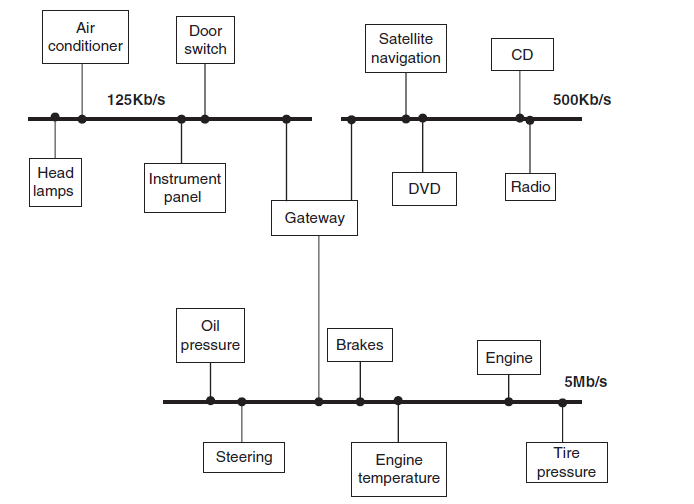 Air
conditioner
Door
switch
Satellite
navigation
CD
125Kb/s
500Kb/s
Head
lamps
Instrument
panel
DVD
Radio
Gateway
Oil
pressure
Brakes
Engine
5Mb/s
Steering
Engine
temperature
Tire
pressure